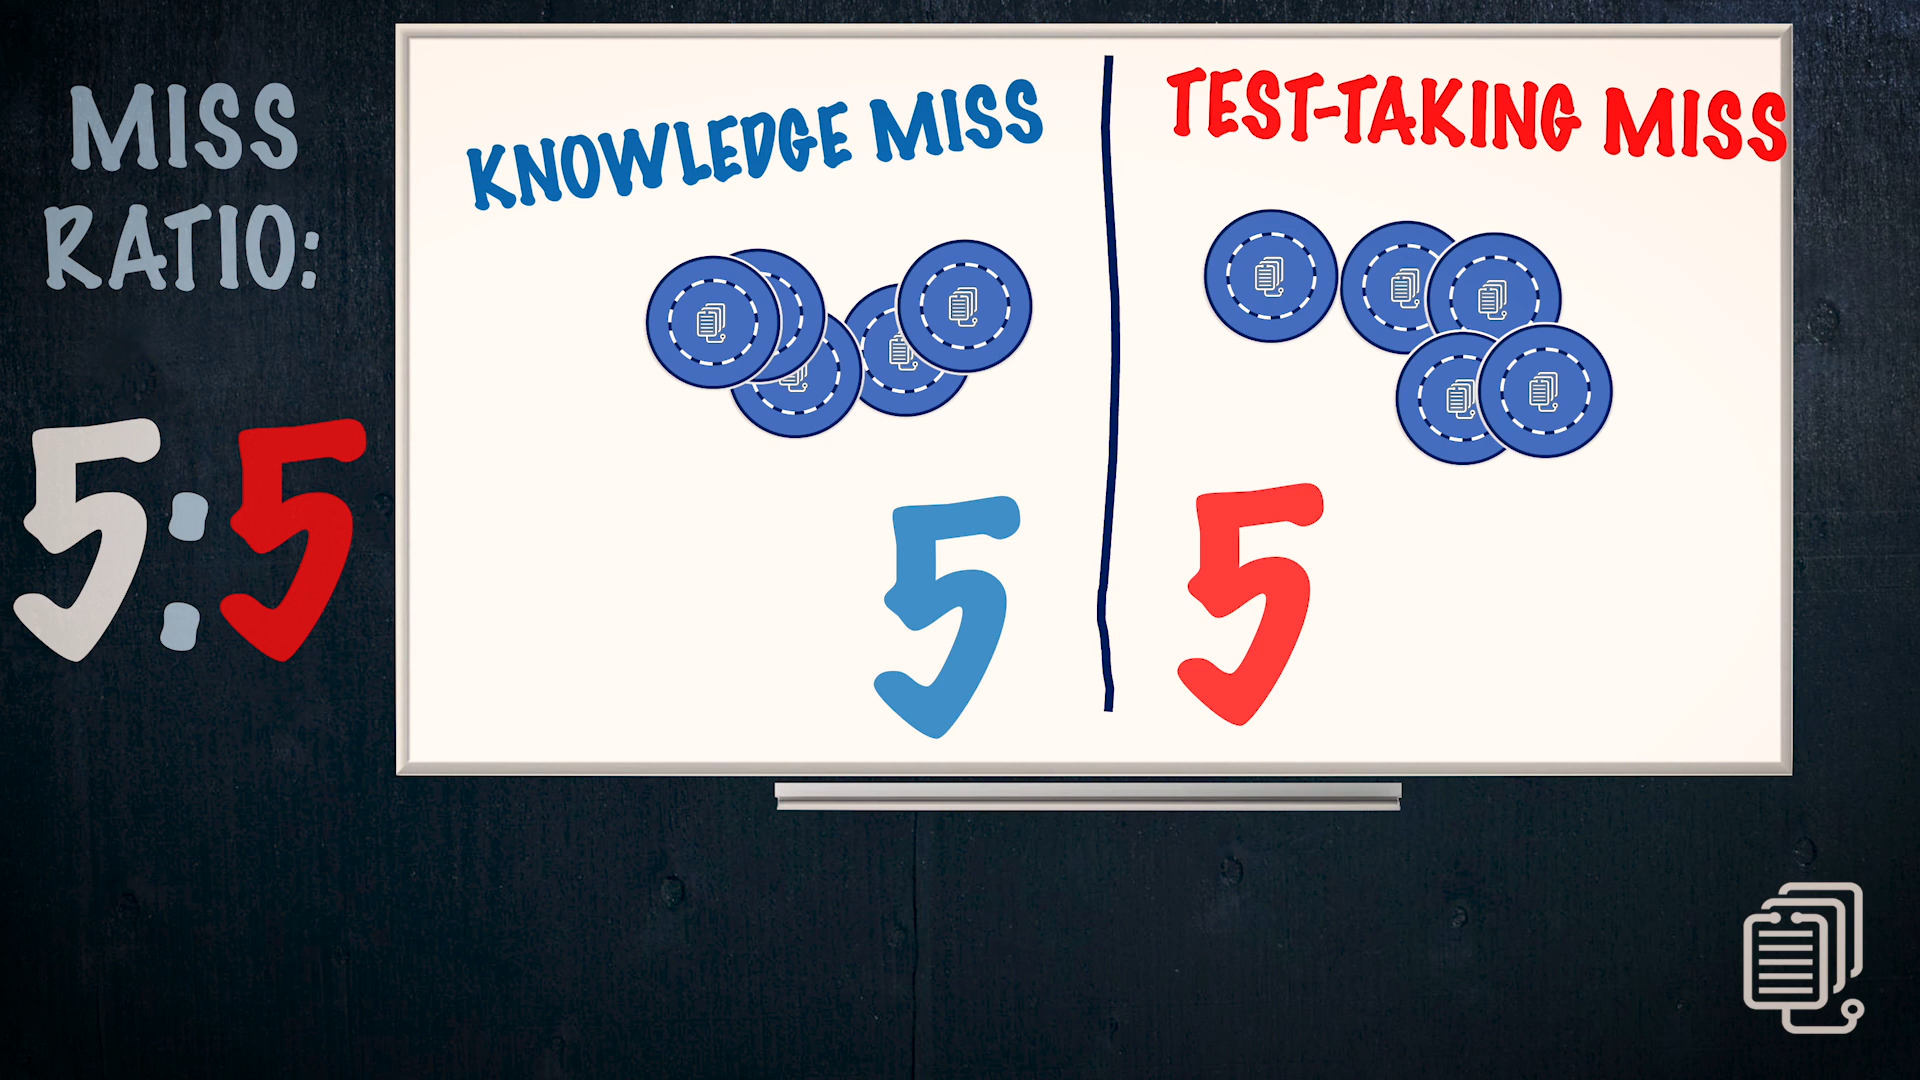 MISS
RATIO:
5:5
KNOWLEDGE MISS
TEST-TAKING MISS
5
5